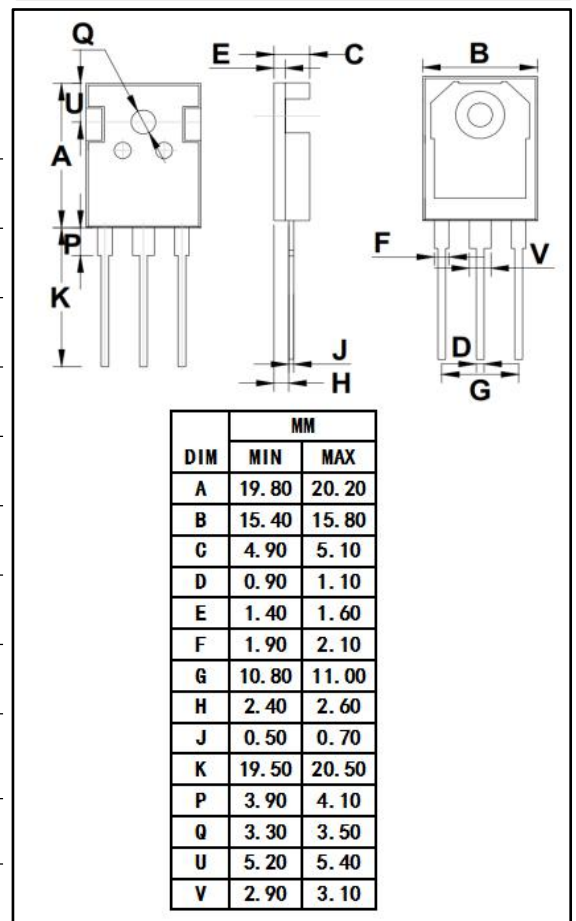 Q
E
C
B
U
A
P
K
F
V
J
H
D
G
MM
DIM MIN MAX
A 19.80 20.20
B 15.40 15.80
C 4.90 5.10
D 0.90 1.10
E 1.40 1.60
F 1.90 2.10
G 10.80 11.00
H 2.40 2.60
J 0.50 0.70
K 19.50 20.50
P 3.90 4.10
Q 3.30 3.50
U 5.20 5.40
V 2.90 3.10